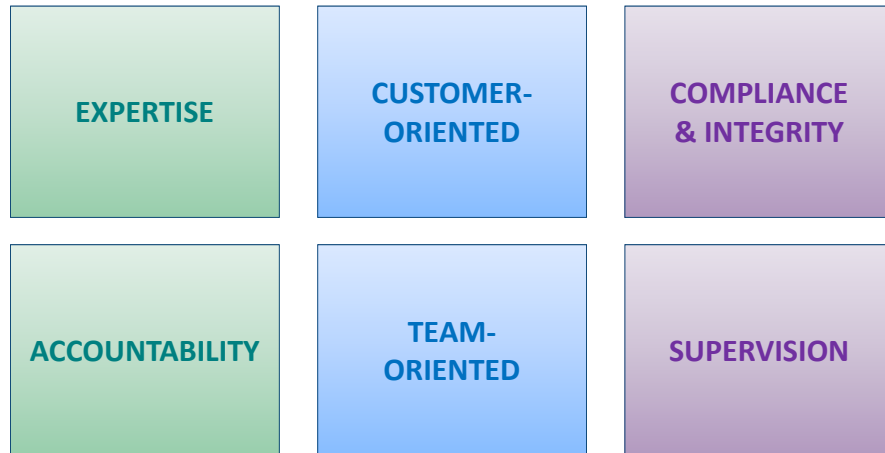 EXPERTISE
CUSTOMER-
ORIENTED
COMPLIANCE
& INTEGRITY
ACCOUNTABILITY
TEAM-
ORIENTED
SUPERVISION